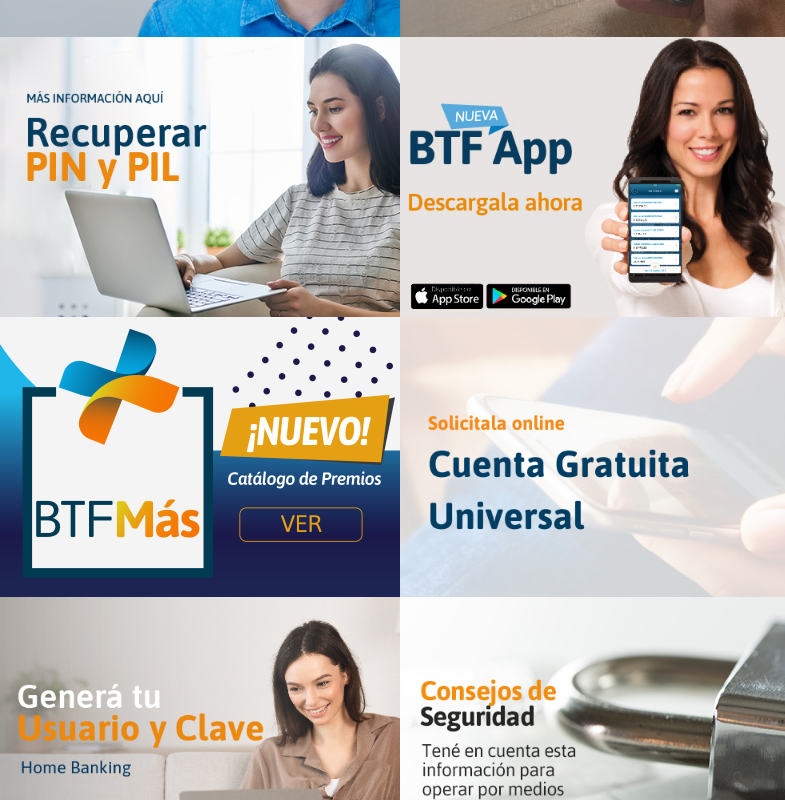 MÁS INFORMACIÓN AQUÍ
Recuperar
PIN y PIL
NUEVA
BTF App
Descargala ahora
Disponible en
App Store
DISPONIBLE EN
Google Play
¡NUEVO!
Catálogo de Premios
BTFMás
VER
Solicitala online
Cuenta Gratuita
Universal
Generá tu
Usuario y Clave
Home Banking
Consejos de
Seguridad
Tené en cuenta esta
información para
operar por medios